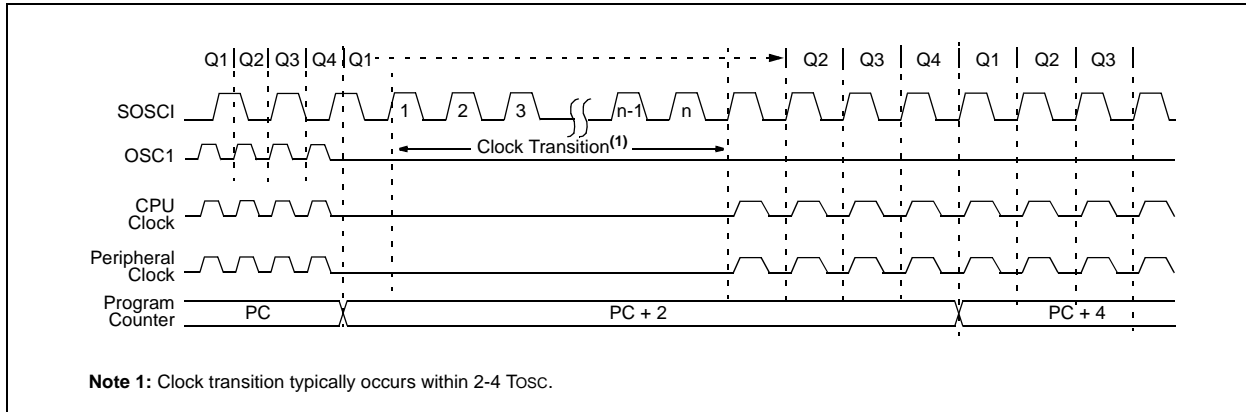 Q1 Q2 Q3 Q4 Q1 Q2 Q3 Q4 Q1 Q2 Q3
SOSCI 1 2 3 n-1 n
OSC1 Clock Transition(1)
CPU
Clock
Peripheral
Clock
Program
Counter PC PC + 2 PC + 4
Note 1: Clock transition typically occurs within 2-4 TOSC.